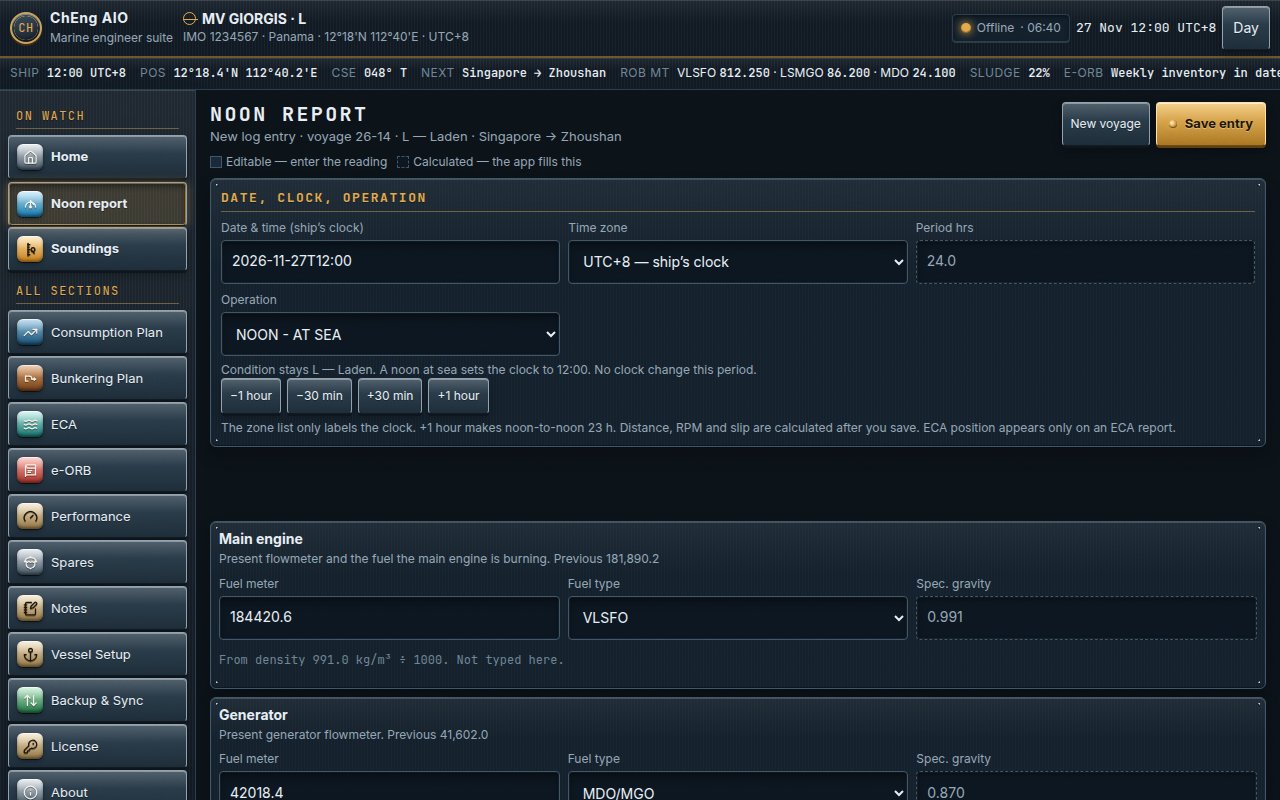 CH
ChEng AIO
Marine engineer suite
MV GIORGIS · L
IMO 1234567 · Panama · 12°18'N 112°40'E · UTC+8
Offline · 06:40
27 Nov 12:00 UTC+8
Day
SHIP 12:00 UTC+8 POS 12°18.4'N 112°40.2'E CSE 048° T NEXT Singapore → Zhoushan ROB MT VLSFO 812.250 · LSMGO 86.200 · MDO 24.100 SLUDGE 22% E-ORB Weekly inventory in date
ON WATCH
Home
Noon report
Soundings
ALL SECTIONS
Consumption Plan
Bunkering Plan
ECA
e-ORB
Performance
Spares
Notes
Vessel Setup
Backup & Sync
License
About
NOON REPORT
New log entry · voyage 26-14 · L — Laden · Singapore → Zhoushan
New voyage
Save entry
Editable — enter the reading
Calculated — the app fills this
DATE, CLOCK, OPERATION
Date & time (ship's clock)
Time zone
Period hrs
2026-11-27T12:00
UTC+8 — ship's clock
24.0
Operation
NOON - AT SEA
Condition stays L — Laden. A noon at sea sets the clock to 12:00. No clock change this period.
−1 hour
−30 min
+30 min
+1 hour
The zone list only labels the clock. +1 hour makes noon-to-noon 23 h. Distance, RPM and slip are calculated after you save. ECA position appears only on an ECA report.
Main engine
Present flowmeter and the fuel the main engine is burning. Previous 181,890.2
Fuel meter
Fuel type
Spec. gravity
184420.6
VLSFO
0.991
From density 991.0 kg/m³ ÷ 1000. Not typed here.
Generator
Present generator flowmeter. Previous 41,602.0
Fuel meter
Fuel type
Spec. gravity
42018.4
MDO/MGO
0.870